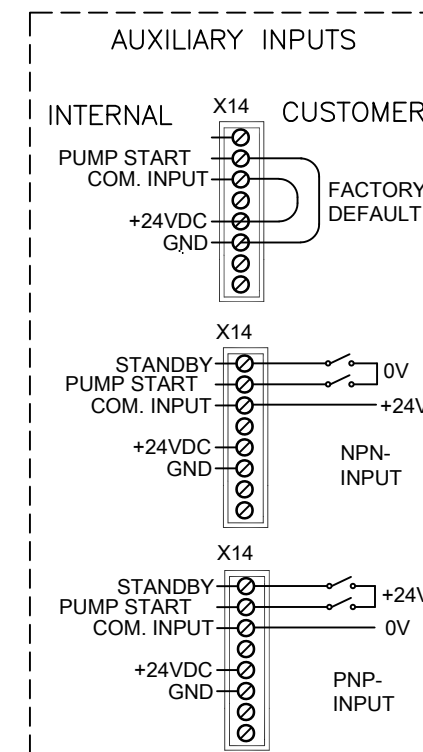 AUXILIARY INPUTS
INTERNAL X14 CUSTOMER
PUMP START
COM. INPUT
+24VDC
GND
FACTORY
DEFAULT
X14
STANDBY
PUMP START
COM. INPUT
+24VDC
GND
0V
+24V
NPN-
INPUT
X14
STANDBY
PUMP START
COM. INPUT
+24VDC
GND
+24V
0V
PNP-
INPUT